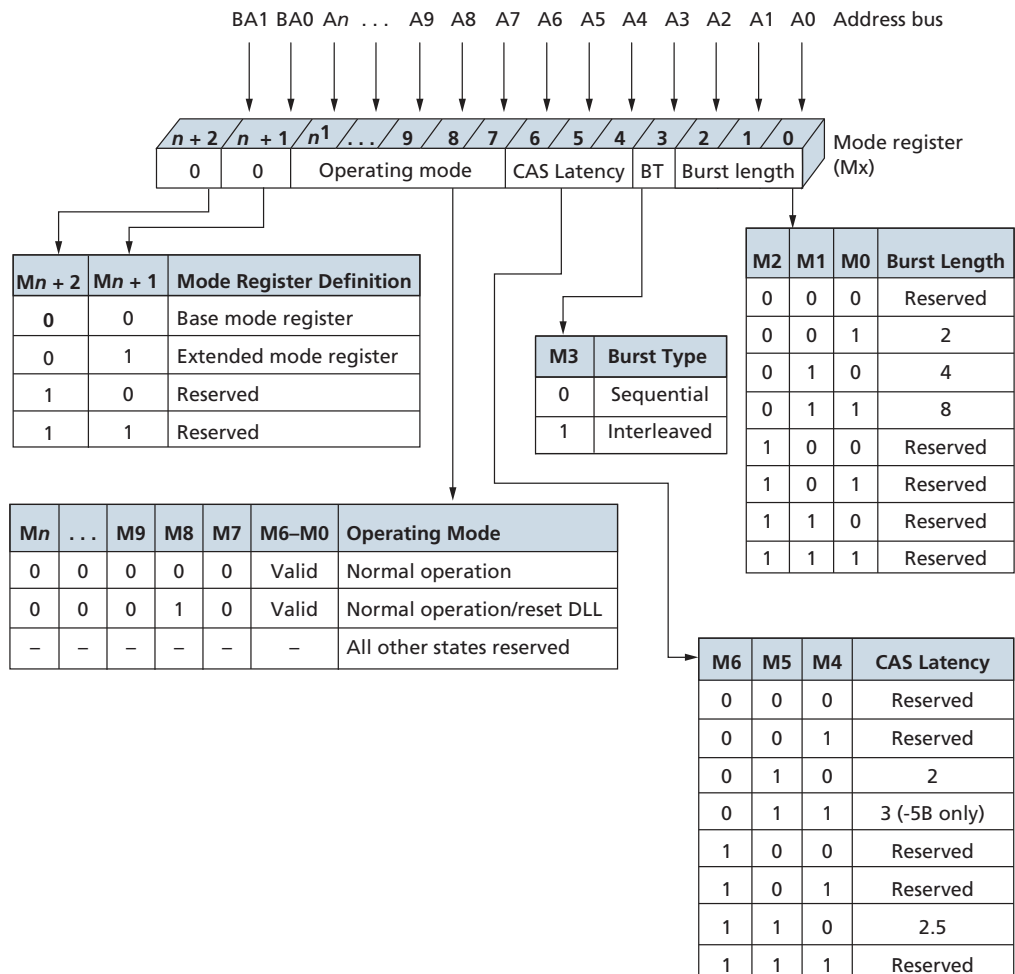 BA1 BA0 An ... A9 A8 A7 A6 A5 A4 A3 A2 A1 A0 Address bus
n + 2 n + 1 n1 ... 9 8 7 6 5 4 3 2 1 0 Mode register (Mx)
0 0 Operating mode CAS Latency BT Burst length
Mn + 2 Mn + 1 Mode Register Definition
0 0 Base mode register
0 1 Extended mode register
1 0 Reserved
1 1 Reserved
M3 Burst Type
0 Sequential
1 Interleaved
M2 M1 M0 Burst Length
0 0 0 Reserved
0 0 1 2
0 1 0 4
0 1 1 8
1 0 0 Reserved
1 0 1 Reserved
1 1 0 Reserved
1 1 1 Reserved
Mn ... M9 M8 M7 M6–M0 Operating Mode
0 0 0 0 0 Valid Normal operation
0 0 0 1 0 Valid Normal operation/reset DLL
– – – – – – All other states reserved
M6 M5 M4 CAS Latency
0 0 0 Reserved
0 0 1 Reserved
0 1 0 2
0 1 1 3 (-5B only)
1 0 0 Reserved
1 0 1 Reserved
1 1 0 2.5
1 1 1 Reserved